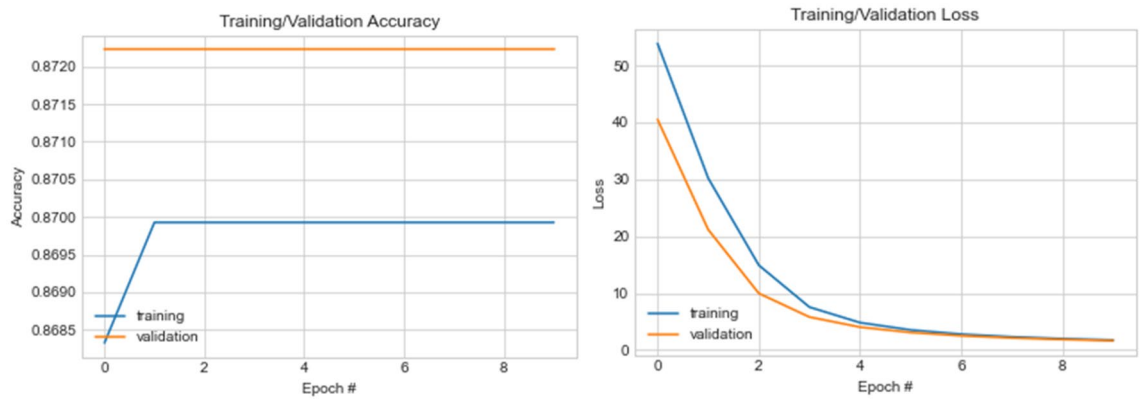 Training/Validation Accuracy
0.8720
0.8715
0.8710
0.8705
0.8700
0.8695
0.8690
0.8685
Accuracy
training
validation
0 2 4 6 8
Epoch #
Training/Validation Loss
50
40
30
20
10
0
Loss
training
validation
0 2 4 6 8
Epoch #